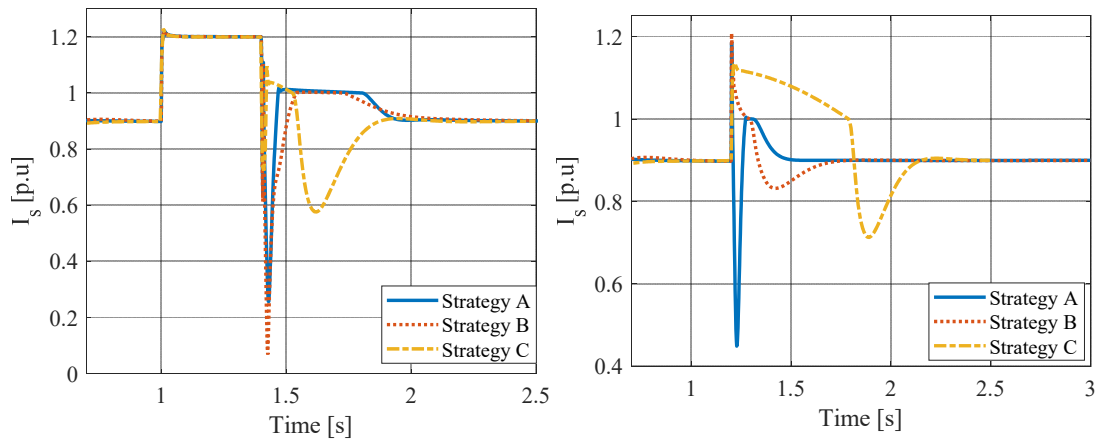 1.2
1
0.8
0.6
0.4
0.2
0
I_s [p.u]
1
1.5
2
2.5
Time [s]
Strategy A
Strategy B
Strategy C
1.2
1
0.8
0.6
0.4
I_s [p.u]
1
1.5
2
2.5
3
Time [s]
Strategy A
Strategy B
Strategy C